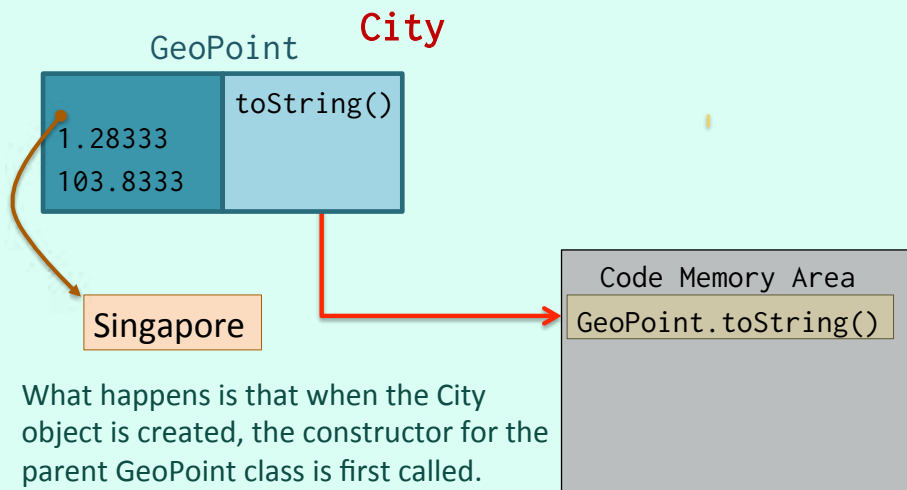 City
GeoPoint
toString()
1.28333
103.8333
Singapore
Code Memory Area
GeoPoint.toString()
What happens is that when the City
object is created, the constructor for the
parent GeoPoint class is first called.